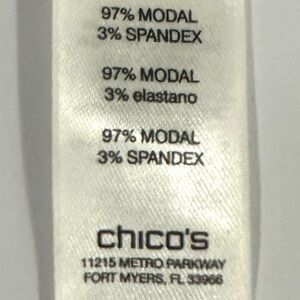 97% MODAL
3% SPANDEX
97% MODAL
3% elastano
97% MODAL
3% SPANDEX
chico's
11215 METRO PARKWAY
FORT MYERS, FL 33966